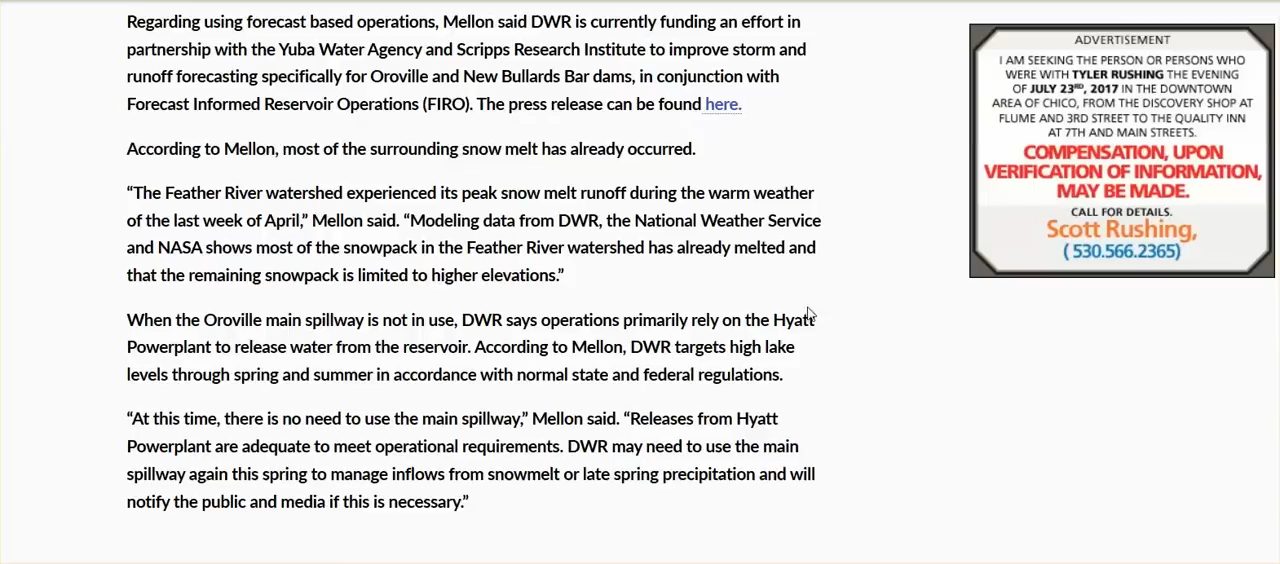 Regarding using forecast based operations, Mellon said DWR is currently funding an effort in
partnership with the Yuba Water Agency and Scripps Research Institute to improve storm and
runoff forecasting specifically for Oroville and New Bullards Bar dams, in conjunction with
Forecast Informed Reservoir Operations (FIRO). The press release can be found here.
According to Mellon, most of the surrounding snow melt has already occurred.
“The Feather River watershed experienced its peak snow melt runoff during the warm weather
of the last week of April,” Mellon said. “Modeling data from DWR, the National Weather Service
and NASA shows most of the snowpack in the Feather River watershed has already melted and
that the remaining snowpack is limited to higher elevations.”
When the Oroville main spillway is not in use, DWR says operations primarily rely on the Hyatt
Powerplant to release water from the reservoir. According to Mellon, DWR targets high lake
levels through spring and summer in accordance with normal state and federal regulations.
“At this time, there is no need to use the main spillway,” Mellon said. “Releases from Hyatt
Powerplant are adequate to meet operational requirements. DWR may need to use the main
spillway again this spring to manage inflows from snowmelt or late spring precipitation and will
notify the public and media if this is necessary.”
ADVERTISEMENT
I AM SEEKING THE PERSON OR PERSONS WHO
WERE WITH TYLER RUSHING THE EVENING
OF JULY 23RD, 2017 IN THE DOWNTOWN
AREA OF CHICO, FROM THE DISCOVERY SHOP AT
FLUME AND 3RD STREET TO THE QUALITY INN
AT 7TH AND MAIN STREETS.
COMPENSATION, UPON
VERIFICATION OF INFORMATION,
MAY BE MADE.
CALL FOR DETAILS.
Scott Rushing,
( 530.566.2365)